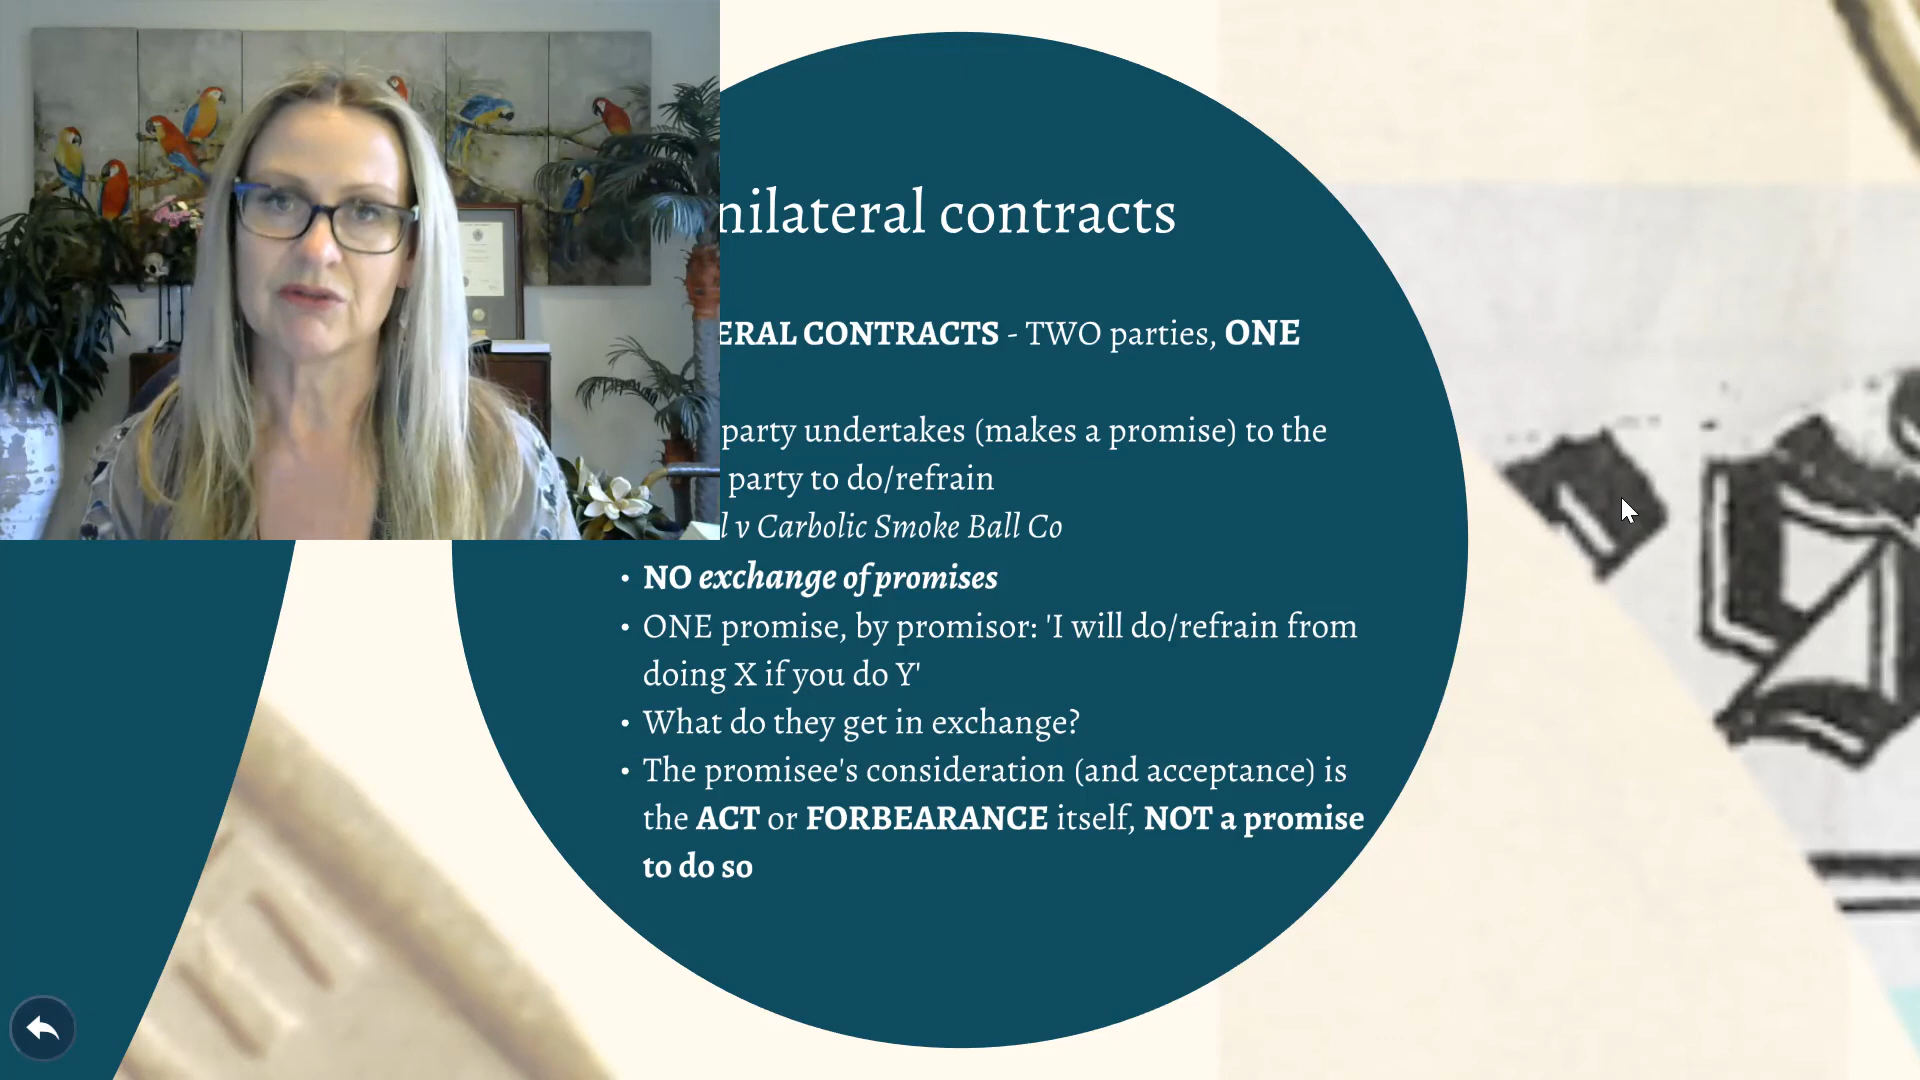 nilateral contracts
ERAL CONTRACTS - TWO parties, ONE
party undertakes (makes a promise) to the
party to do/refrain
l v Carbolic Smoke Ball Co
• NO exchange of promises
• ONE promise, by promisor: 'I will do/refrain from
doing X if you do Y'
• What do they get in exchange?
• The promisee's consideration (and acceptance) is
the ACT or FORBEARANCE itself, NOT a promise
to do so